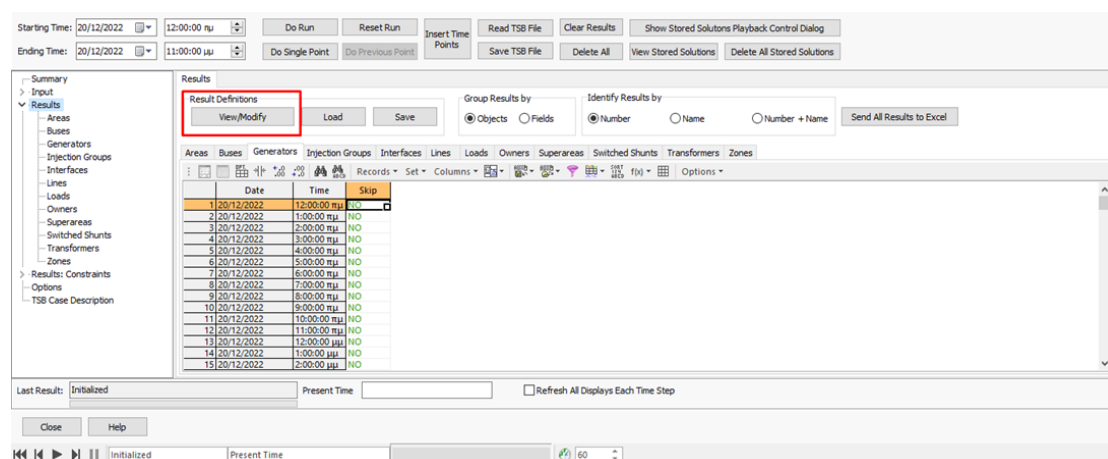 Starting Time: 20/12/2022 12:00:00 πμ Do Run Reset Run Insert Time Points Read TSB File Clear Results Show Stored Solutons Playback Control Dialog
Ending Time: 20/12/2022 11:00:00 μμ Do Single Point Do Previous Point Save TSB File Delete All View Stored Solutions Delete All Stored Solutions
Summary
Input
Results
Areas
Buses
Generators
Injection Groups
Interfaces
Lines
Loads
Owners
Superareas
Switched Shunts
Transformers
Zones
Results: Constraints
Options
TSB Case Description
Results
Result Definitions Group Results by Identify Results by
View/Modify Load Save Objects Fields Number Name Number + Name Send All Results to Excel
Areas Buses Generators Injection Groups Interfaces Lines Loads Owners Superareas Switched Shunts Transformers Zones
Records Set Columns f(x) Options
Date Time Skip
1 20/12/2022 12:00:00 πμ NO
2 20/12/2022 1:00:00 πμ NO
3 20/12/2022 2:00:00 πμ NO
4 20/12/2022 3:00:00 πμ NO
5 20/12/2022 4:00:00 πμ NO
6 20/12/2022 5:00:00 πμ NO
7 20/12/2022 6:00:00 πμ NO
8 20/12/2022 7:00:00 πμ NO
9 20/12/2022 8:00:00 πμ NO
10 20/12/2022 9:00:00 πμ NO
11 20/12/2022 10:00:00 πμ NO
12 20/12/2022 11:00:00 πμ NO
13 20/12/2022 12:00:00 μμ NO
14 20/12/2022 1:00:00 μμ NO
15 20/12/2022 2:00:00 μμ NO
Last Result: Initialized Present Time Refresh All Displays Each Time Step
Close Help
Initialized Present Time 60